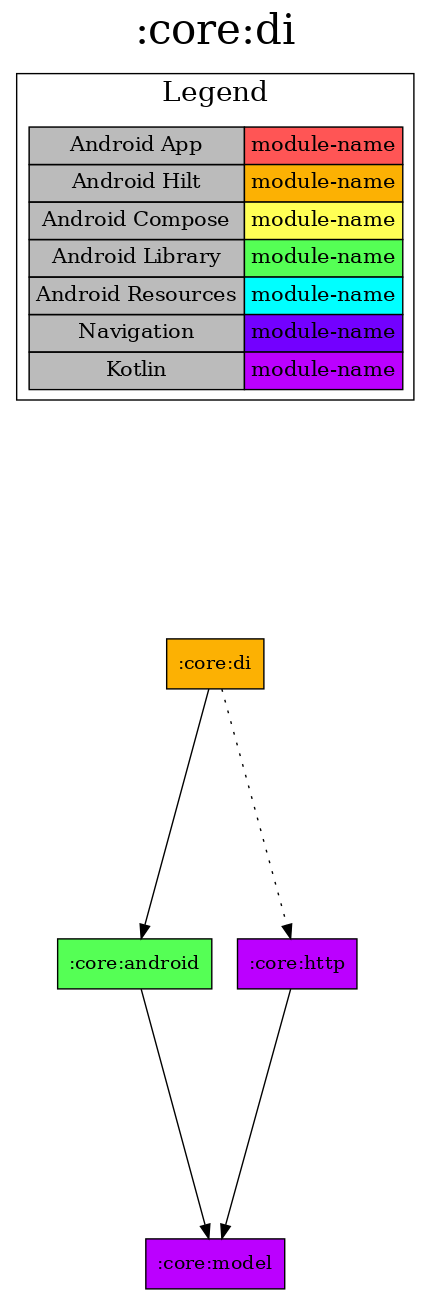 :core:di
Legend
Android App module-name
Android Hilt module-name
Android Compose module-name
Android Library module-name
Android Resources module-name
Navigation module-name
Kotlin module-name
:core:di
:core:android :core:http
:core:model